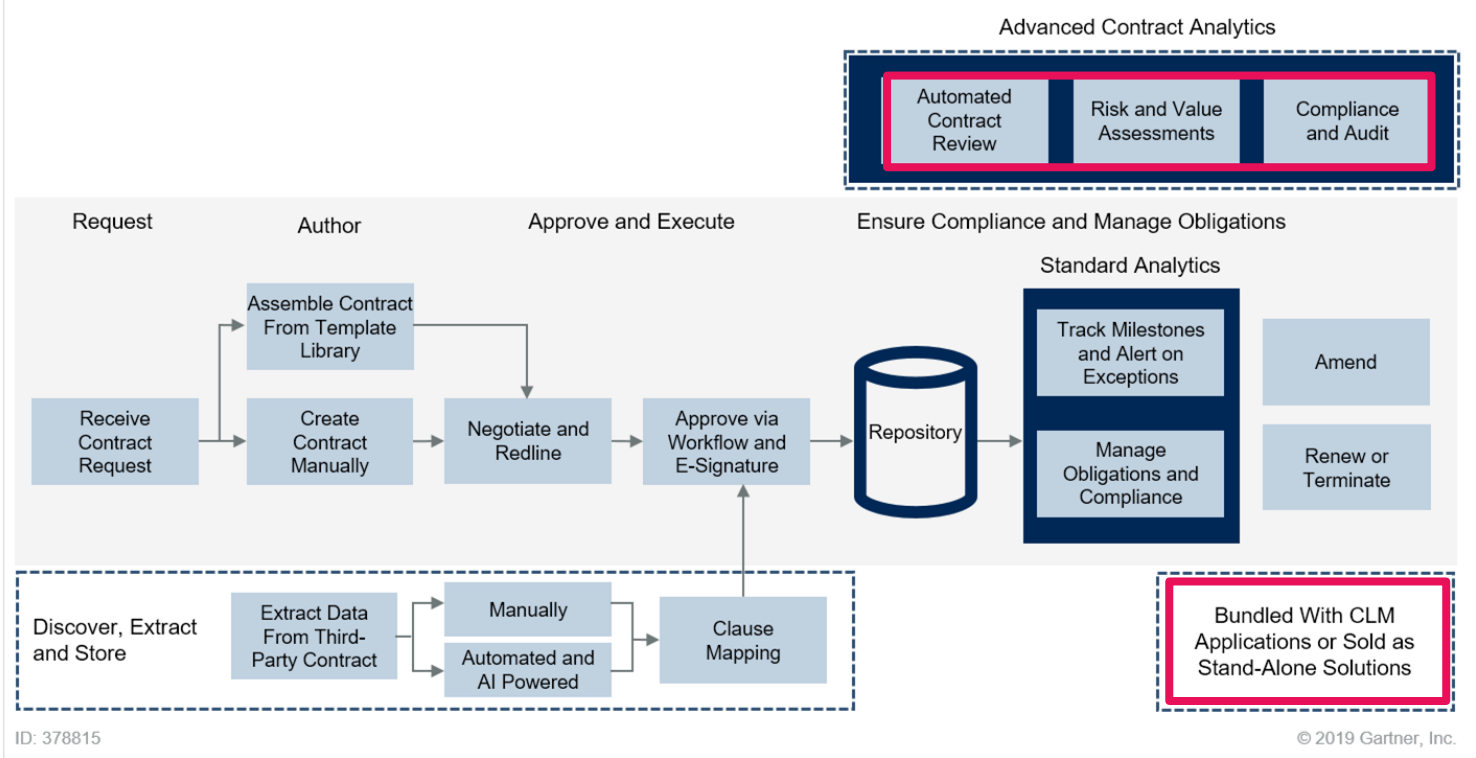 Advanced Contract Analytics
Automated
Contract
Review
Risk and Value
Assessments
Compliance
and Audit
Request
Author
Approve and Execute
Ensure Compliance and Manage Obligations
Standard Analytics
Assemble Contract
From Template
Library
Receive
Contract
Request
Create
Contract
Manually
Negotiate and
Redline
Approve via
Workflow and
E-Signature
Repository
Track Milestones
and Alert on
Exceptions
Manage
Obligations and
Compliance
Amend
Renew or
Terminate
Discover, Extract
and Store
Extract Data
From Third-
Party Contract
Manually
Automated and
AI Powered
Clause
Mapping
Bundled With CLM
Applications or Sold as
Stand-Alone Solutions
ID: 378815
© 2019 Gartner, Inc.